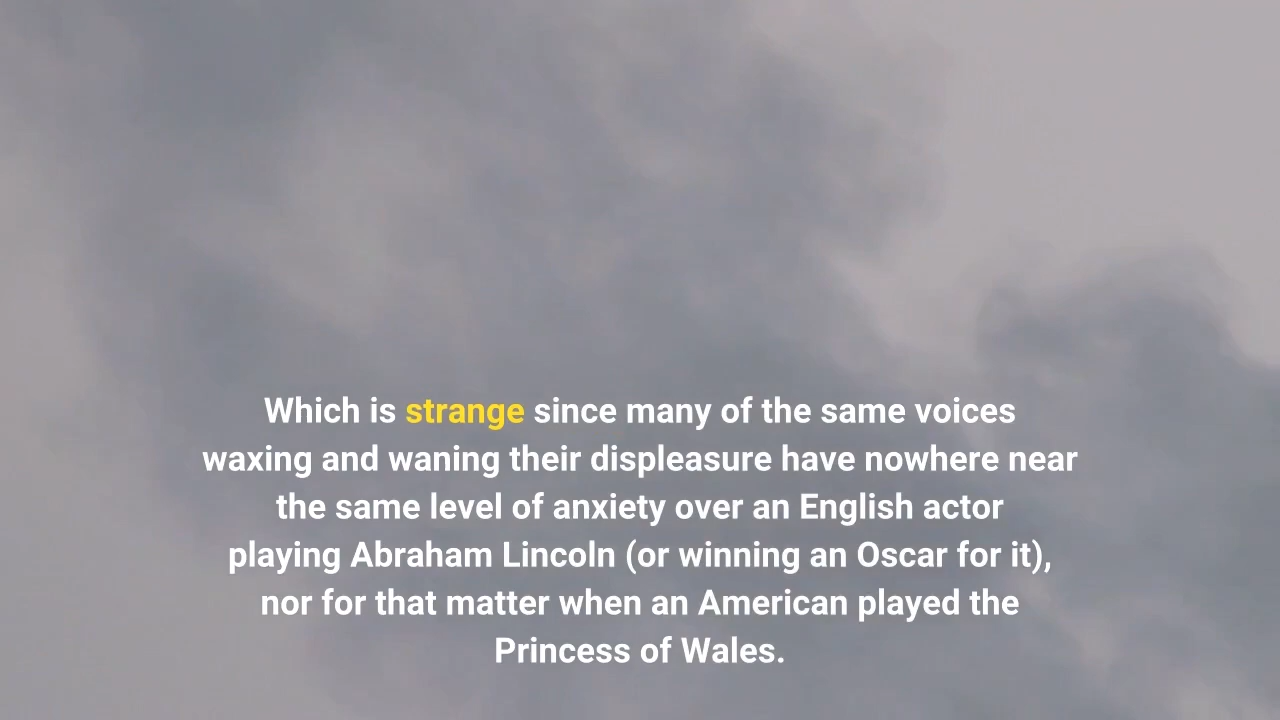 Which is strange since many of the same voices
waxing and waning their displeasure have nowhere near
the same level of anxiety over an English actor
playing Abraham Lincoln (or winning an Oscar for it),
nor for that matter when an American played the
Princess of Wales.